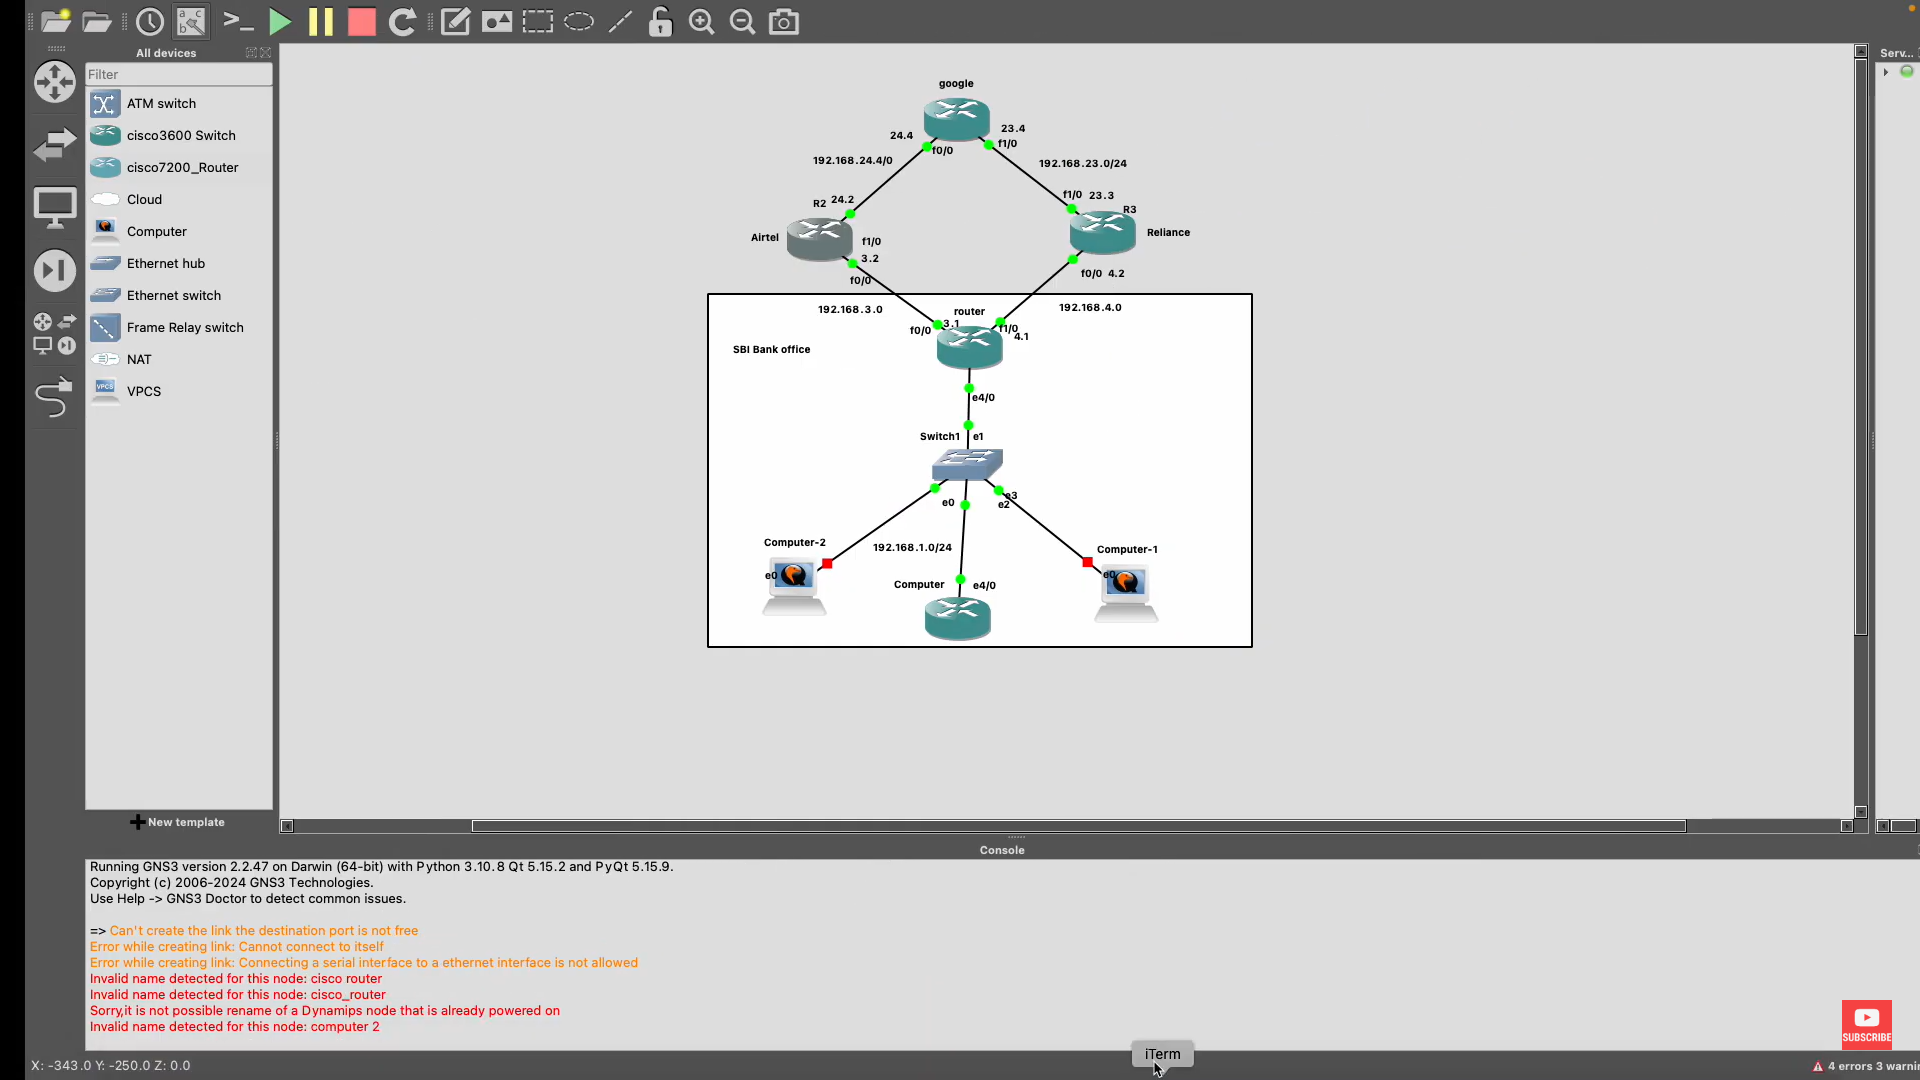 All devices
Serv...
Filter
ATM switch
cisco3600 Switch
cisco7200_Router
Cloud
Computer
Ethernet hub
Ethernet switch
Frame Relay switch
NAT
VPCS
New template
google
24.4
23.4
f0/0
f1/0
192.168.24.4/0
192.168.23.0/24
R2
24.2
f1/0
23.3
R3
Airtel
Reliance
f1/0
3.2
f0/0
f0/0
4.2
192.168.3.0
192.168.4.0
router
f0/0
3.1
f1/0
4.1
SBI Bank office
e4/0
Switch1
e1
e0
e3
e2
Computer-2
192.168.1.0/24
Computer-1
e0
Computer
e4/0
e0
Console
Running GNS3 version 2.2.47 on Darwin (64-bit) with Python 3.10.8 Qt 5.15.2 and PyQt 5.15.9.
Copyright (c) 2006-2024 GNS3 Technologies.
Use Help -> GNS3 Doctor to detect common issues.
=> Can't create the link the destination port is not free
Error while creating link: Cannot connect to itself
Error while creating link: Connecting a serial interface to a ethernet interface is not allowed
Invalid name detected for this node: cisco router
Invalid name detected for this node: cisco_router
Sorry,it is not possible rename of a Dynamips node that is already powered on
Invalid name detected for this node: computer 2
SUBSCRIBE
iTerm
X: -343.0 Y: -250.0 Z: 0.0
4 errors 3 warni